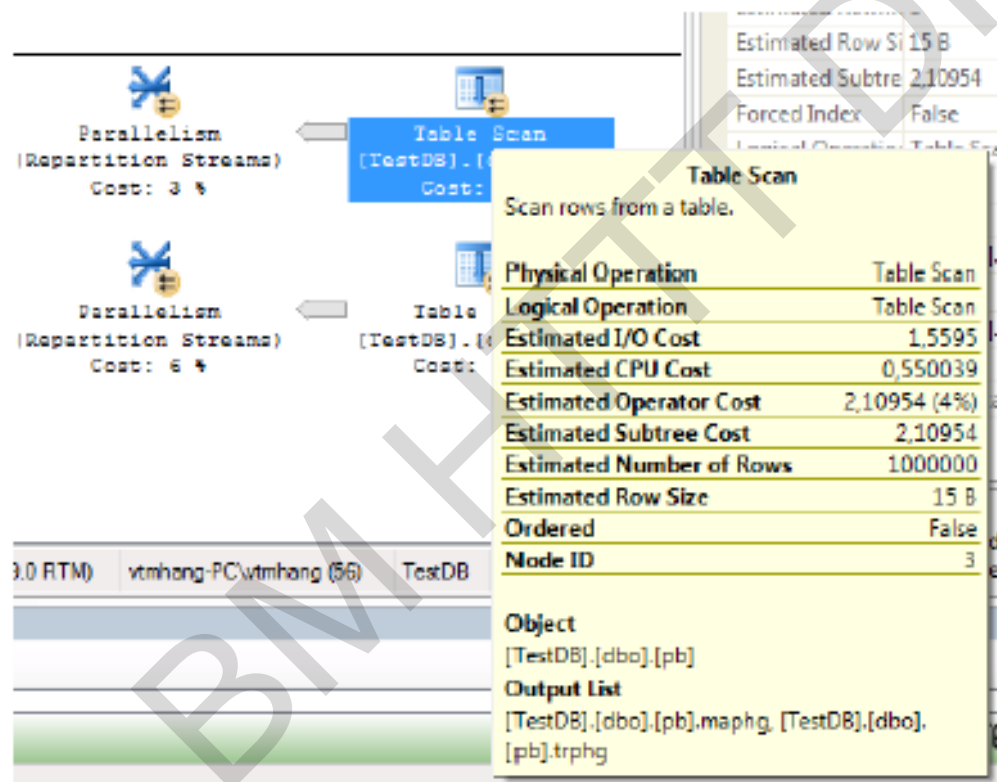 Estimated Row Si 15 B
Estimated Subtre 2,10954
Forced Index False
Parallelism
(Repartition Streams)
Cost: 3 %
Table Scan
[TestDB].[
Cost:
Parallelism
(Repartition Streams)
Cost: 6 %
Table
[TestDB].[
Cost:
Table Scan
Scan rows from a table.
Physical Operation Table Scan
Logical Operation Table Scan
Estimated I/O Cost 1,5595
Estimated CPU Cost 0,550039
Estimated Operator Cost 2,10954 (4%)
Estimated Subtree Cost 2,10954
Estimated Number of Rows 1000000
Estimated Row Size 15 B
Ordered False
Node ID 3
Object
[TestDB].[dbo].[pb]
Output List
[TestDB].[dbo].[pb].maphg, [TestDB].[dbo].
[pb].trphg
9.0 RTM) vtmhang-PC\vtmhang (56) TestDB
BM HTT